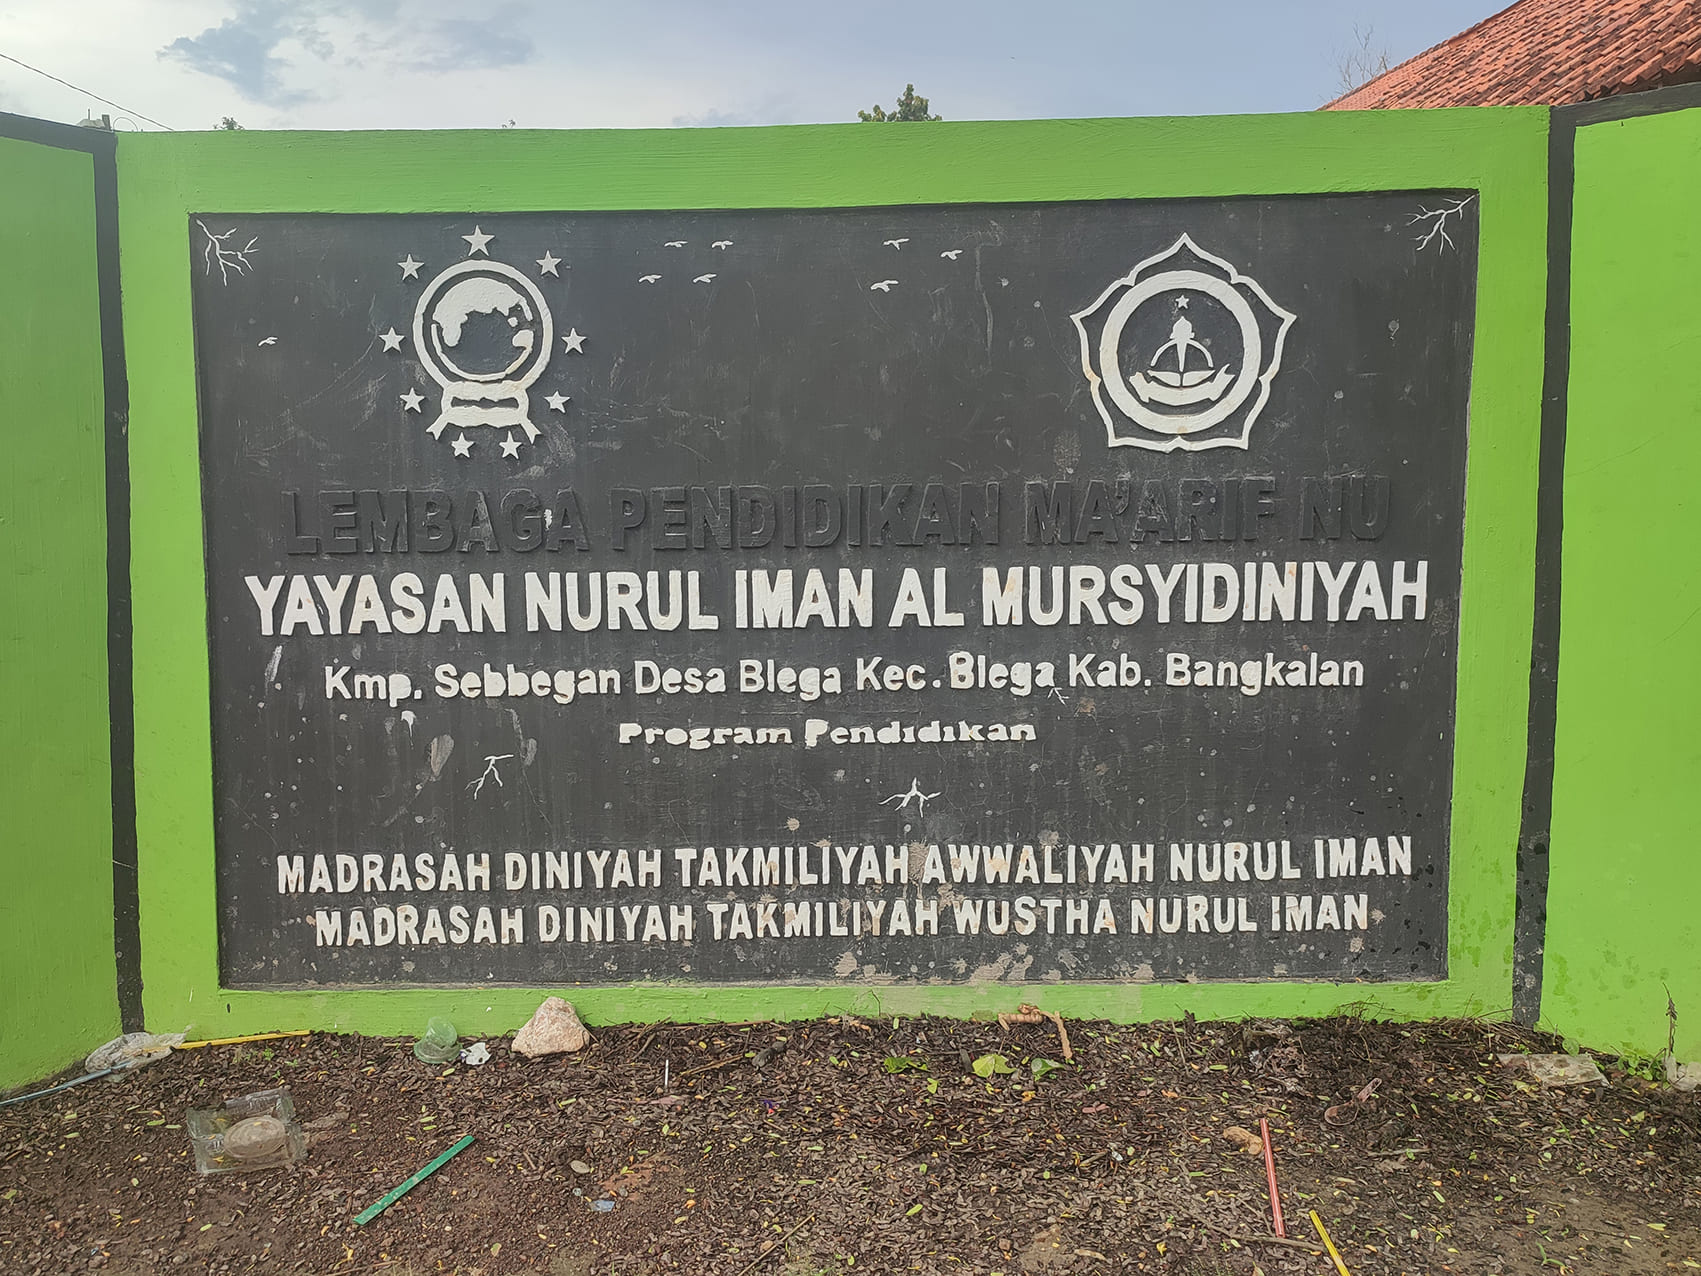 LEMBAGA PENDIDIKAN MA'ARIF NU
YAYASAN NURUL IMAN AL MURSYIDINIYAH
Kmp. Sebbegan Desa Blega Kec. Blega Kab. Bangkalan
Program Pendidikan
MADRASAH DINIYAH TAKMILIYAH AWWALIYAH NURUL IMAN
MADRASAH DINIYAH TAKMILIYAH WUSTHA NURUL IMAN